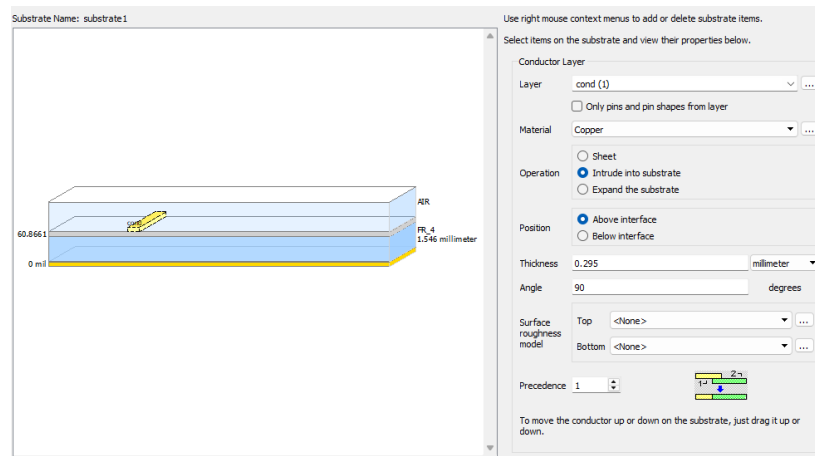 Substrate Name: substrate1
AIR
cond
60.8661
FR_4
1.546 millimeter
0 mil
Use right mouse context menus to add or delete substrate items.
Select items on the substrate and view their properties below.
Conductor Layer
Layer cond (1) ...
Only pins and pin shapes from layer
Material Copper ...
Operation
Sheet
Intrude into substrate
Expand the substrate
Position
Above interface
Below interface
Thickness 0.295 millimeter
Angle 90 degrees
Surface roughness model
Top <None> ...
Bottom <None> ...
Precedence 1
1 2
To move the conductor up or down on the substrate, just drag it up or
down.